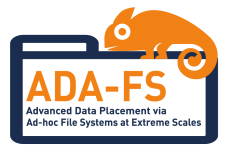 ADA-FS
Advanced Data Placement via
Ad-hoc File Systems at Extreme Scales